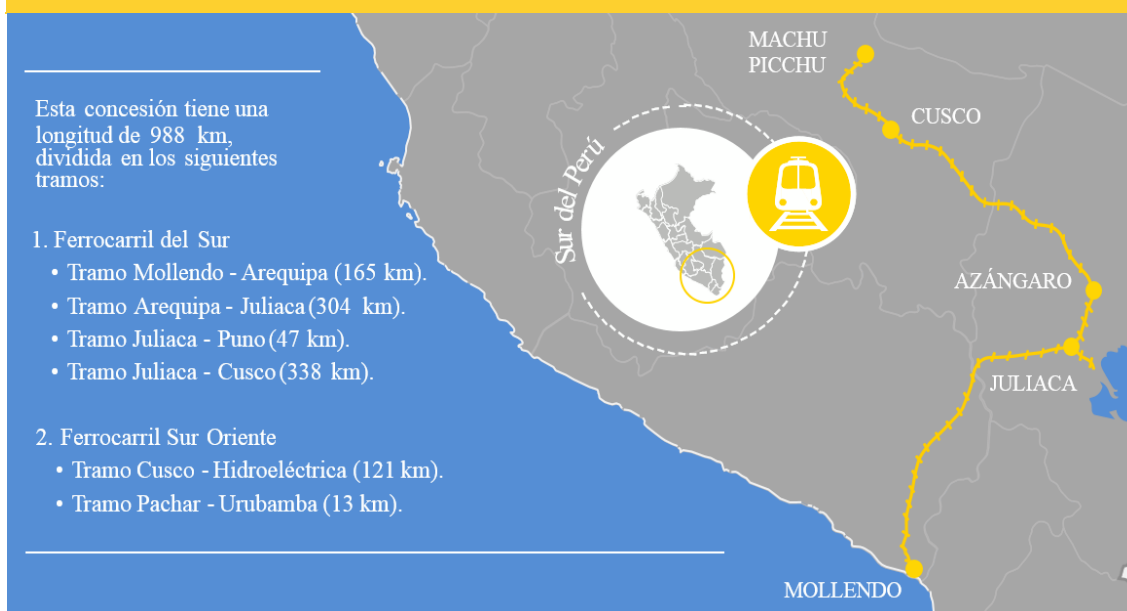 Esta concesión tiene una
longitud de 988 km,
dividida en los siguientes
tramos:
1. Ferrocarril del Sur
• Tramo Mollendo - Arequipa (165 km).
• Tramo Arequipa - Juliaca (304 km).
• Tramo Juliaca - Puno (47 km).
• Tramo Juliaca - Cusco (338 km).
2. Ferrocarril Sur Oriente
• Tramo Cusco - Hidroeléctrica (121 km).
• Tramo Pachar - Urubamba (13 km).
Sur del Perú
MACHU
PICCHU
CUSCO
AZÁNGARO
JULIACA
MOLLENDO